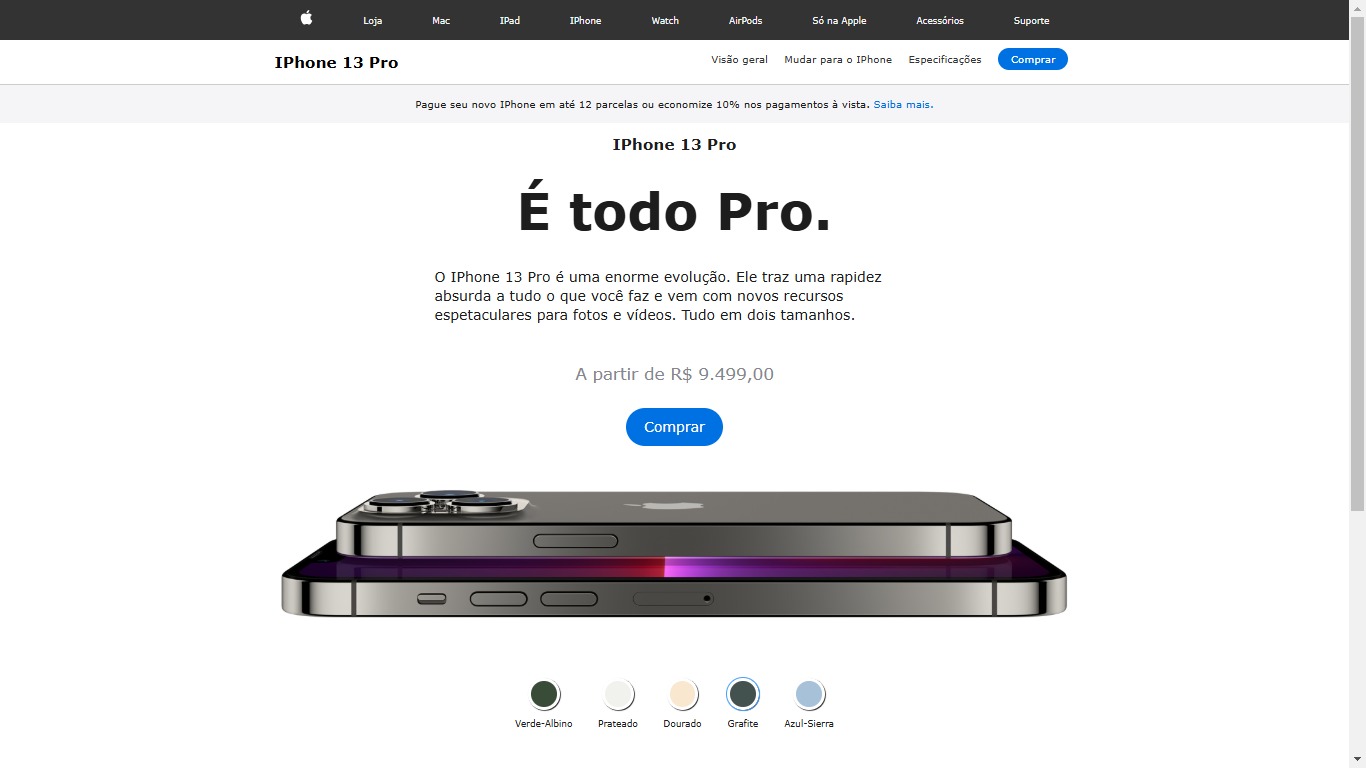 Loja Mac IPad IPhone Watch AirPods Só na Apple Acessórios Suporte
IPhone 13 Pro Visão geral Mudar para o IPhone Especificações Comprar
Pague seu novo IPhone em até 12 parcelas ou economize 10% nos pagamentos à vista. Saiba mais.
IPhone 13 Pro
É todo Pro.
O IPhone 13 Pro é uma enorme evolução. Ele traz uma rapidez
absurda a tudo o que você faz e vem com novos recursos
espetaculares para fotos e vídeos. Tudo em dois tamanhos.
A partir de R$ 9.499,00
Comprar
Verde-Albino Prateado Dourado Grafite Azul-Sierra